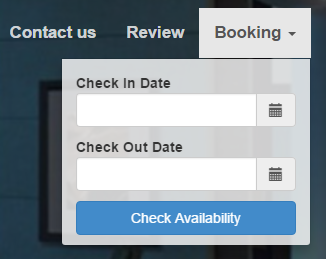 Contact us Review Booking
Check In Date
Check Out Date
Check Availability